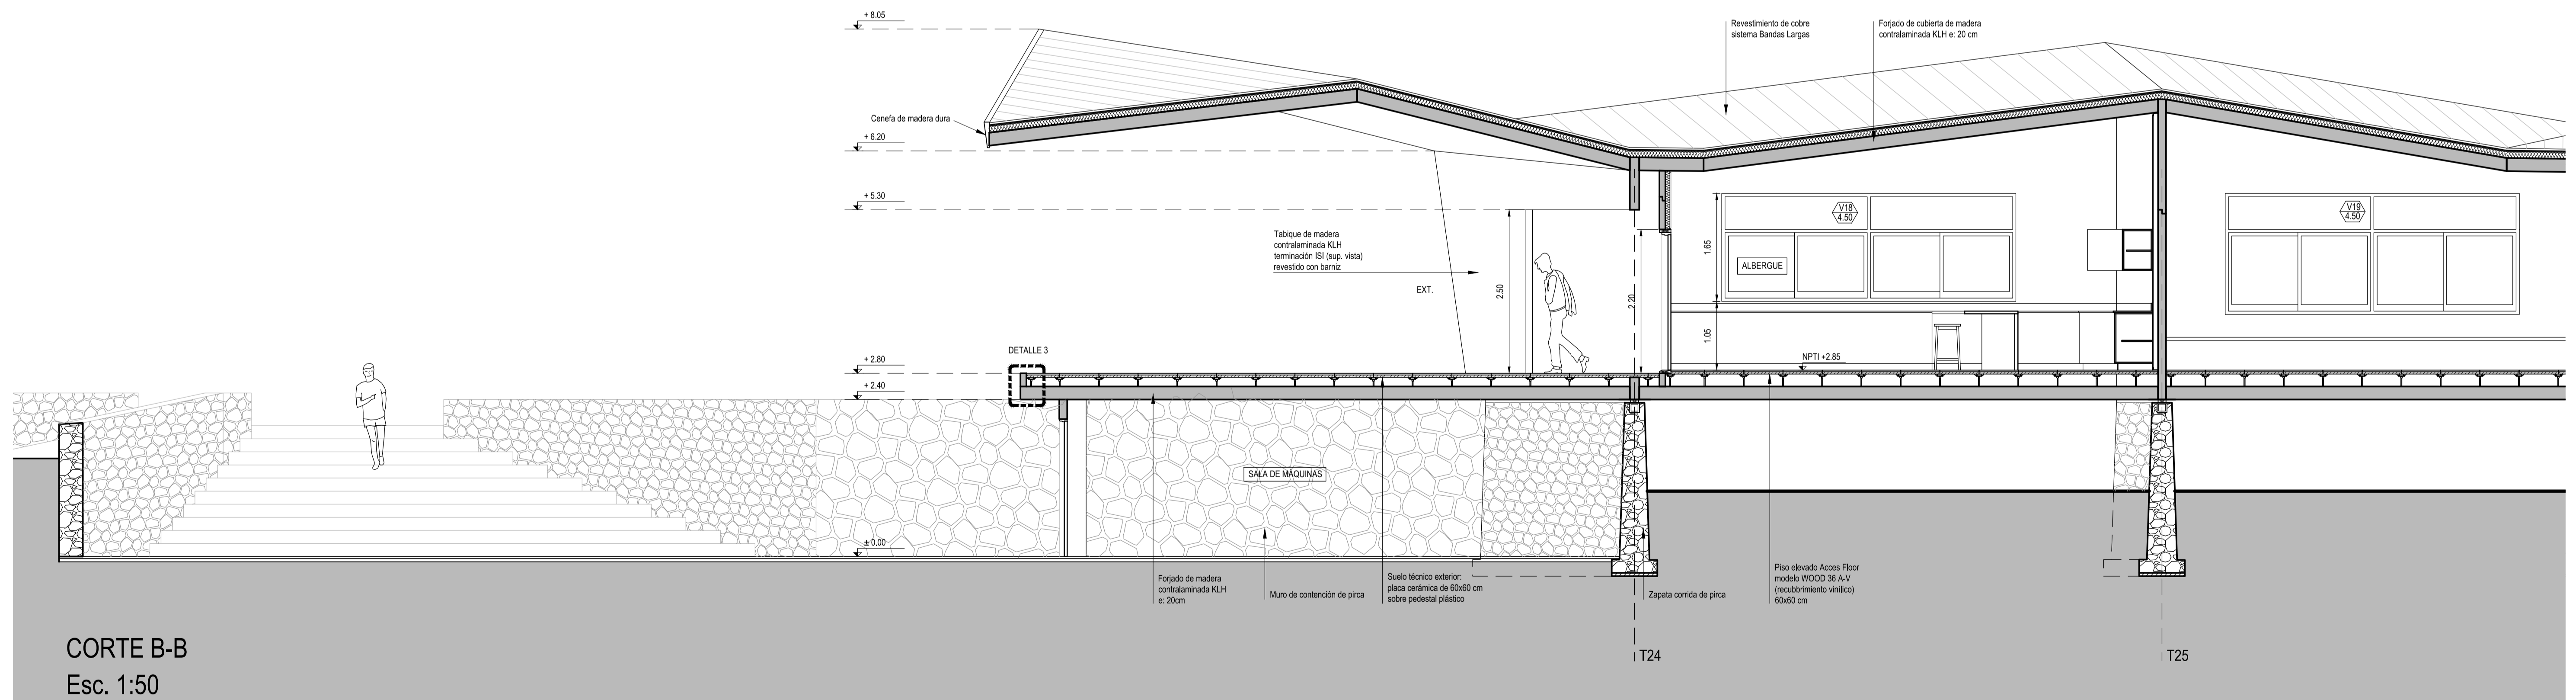 + 8.05
Revestimiento de cobre
sistema Bandas Largas
Forjado de cubierta de madera
contralaminada KLH e: 20 cm
Cenefa de madera dura
+ 6.20
+ 5.30
V18
4.50
V19
4.50
Tabique de madera
contralaminada KLH
terminación ISI (sup. vista)
revestido con barniz
1.65
ALBERGUE
EXT.
2.50
2.20
1.05
DETALLE 3
+ 2.80
NPTI +2.85
+ 2.40
SALA DE MÁQUINAS
± 0.00
Forjado de madera
contralaminada KLH
e: 20cm
Muro de contención de pirca
Suelo técnico exterior:
placa cerámica de 60x60 cm
sobre pedestal plástico
Zapata corrida de pirca
Piso elevado Acces Floor
modelo WOOD 36 A-V
(recubbrimiento vinílico)
60x60 cm
CORTE B-B
Esc. 1:50
T24
T25